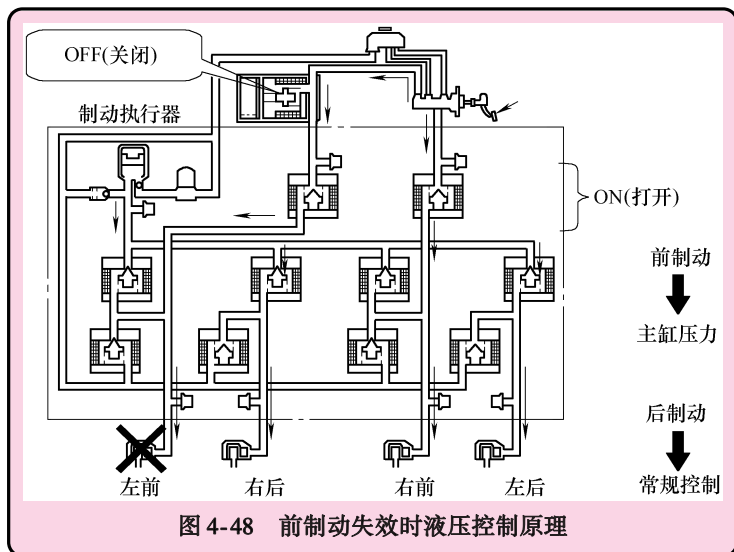 OFF(关闭)
制动执行器
ON(打开)
前制动
主缸压力
后制动
常规控制
左前
右后
右前
左后
图 4-48 前制动失效时液压控制原理